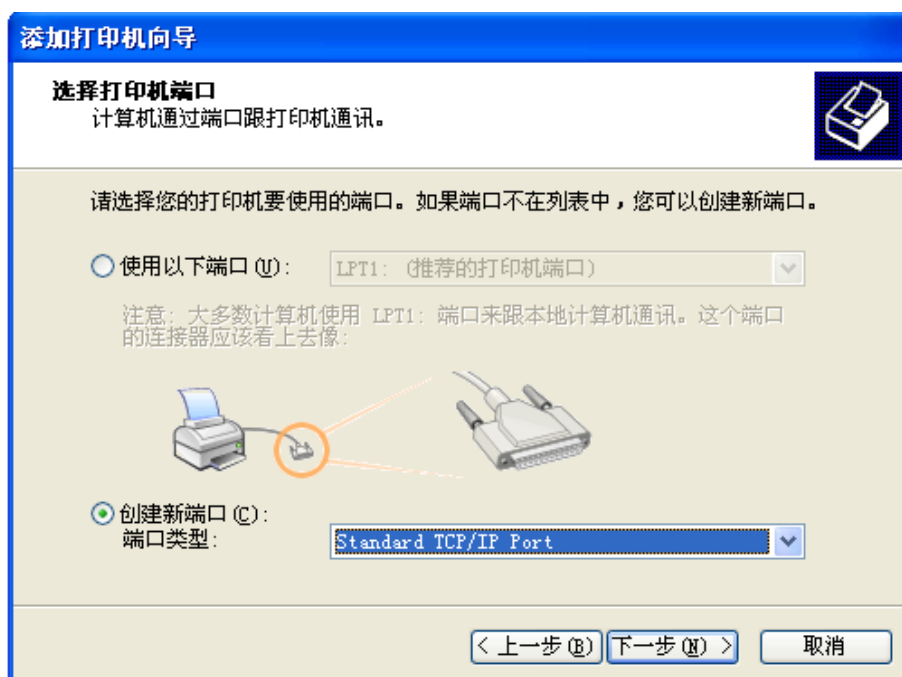 添加打印机向导
选择打印机端口
计算机通过端口跟打印机通讯。
请选择您的打印机要使用的端口。如果端口不在列表中，您可以创建新端口。
使用以下端口(U): LPT1: (推荐的打印机端口)
注意: 大多数计算机使用 LPT1: 端口来跟本地计算机通讯。这个端口
的连接器应该看上去像:
创建新端口(C):
端口类型: Standard TCP/IP Port
< 上一步(B) 下一步(N) > 取消